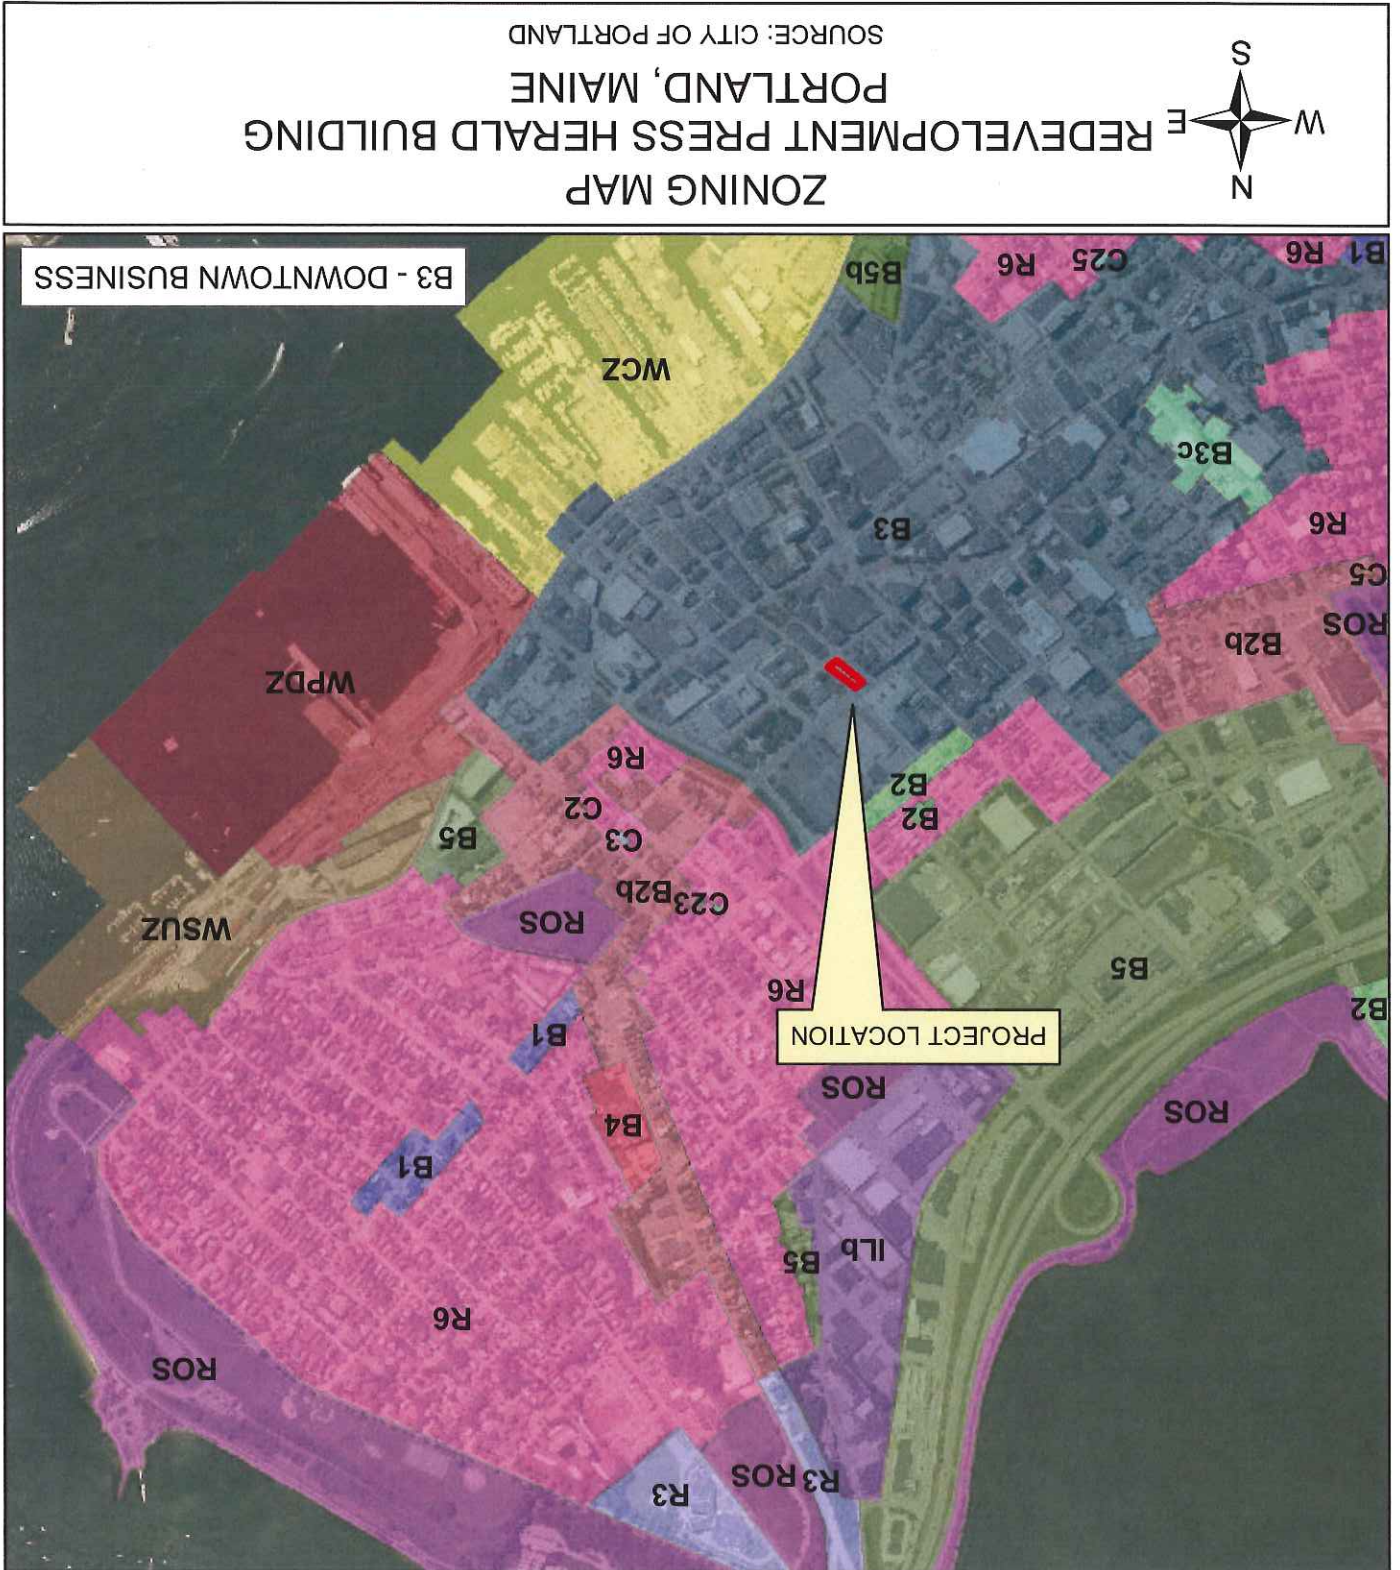 R3
R3 ROS
ROS
R6
ILb
B5
B1
B4
ROS
ROS
PROJECT LOCATION
B1
B2
R6
B5
WSUZ
ROS
C23
B2b
C3
B5
B2
C2
B2
R6
WPDZ
B2b
ROS
C5
B3
R6
B3c
WCZ
B1
R6
C25
R6
B5b
B3 - DOWNTOWN BUSINESS
N
W
E
S
ZONING MAP
REDEVELOPMENT PRESS HERALD BUILDING
PORTLAND, MAINE
SOURCE: CITY OF PORTLAND